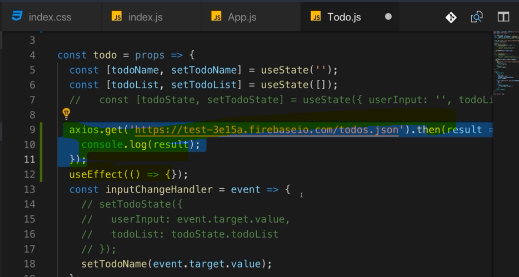 index.css
JS index.js
JS App.js
JS Todo.js
3
4 const todo = props => {
5 const [todoName, setTodoName] = useState('');
6 const [todoList, setTodoList] = useState([]);
7 // const [todoState, setTodoState] = useState({ userInput: '', todoLi
8
9 axios.get('https://test-3e15a.firebaseio.com/todos.json').then(result =
10 console.log(result);
11 });
12 useEffect(() => {});
13 const inputChangeHandler = event => {
14 // setTodoState({
15 // userInput: event.target.value,
16 // todoList: todoState.todoList
17 // });
18 setTodoName(event.target.value);